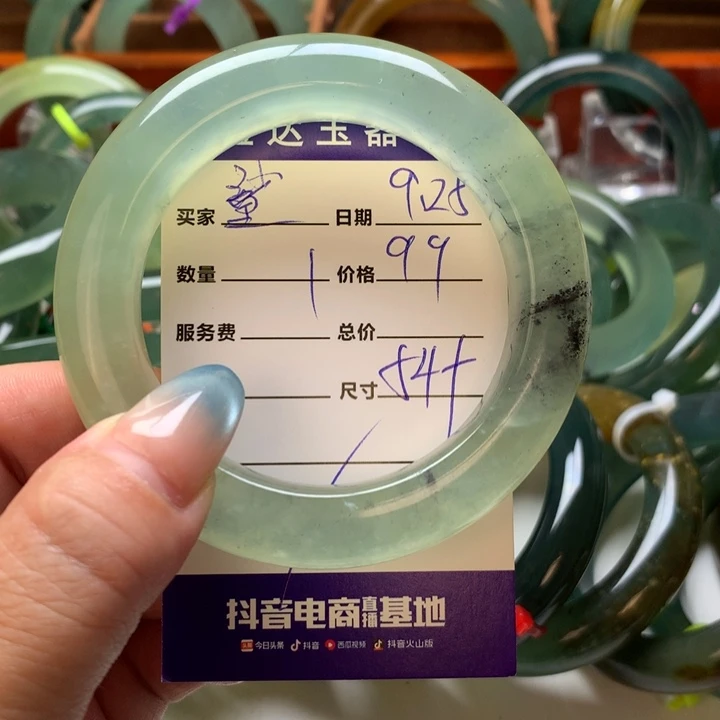 达玉器
买家 日期 9.25
数量 1 价格 99
服务费 总价
尺寸 54+
抖音电商直播基地
今日头条 抖音 西瓜视频 抖音火山版